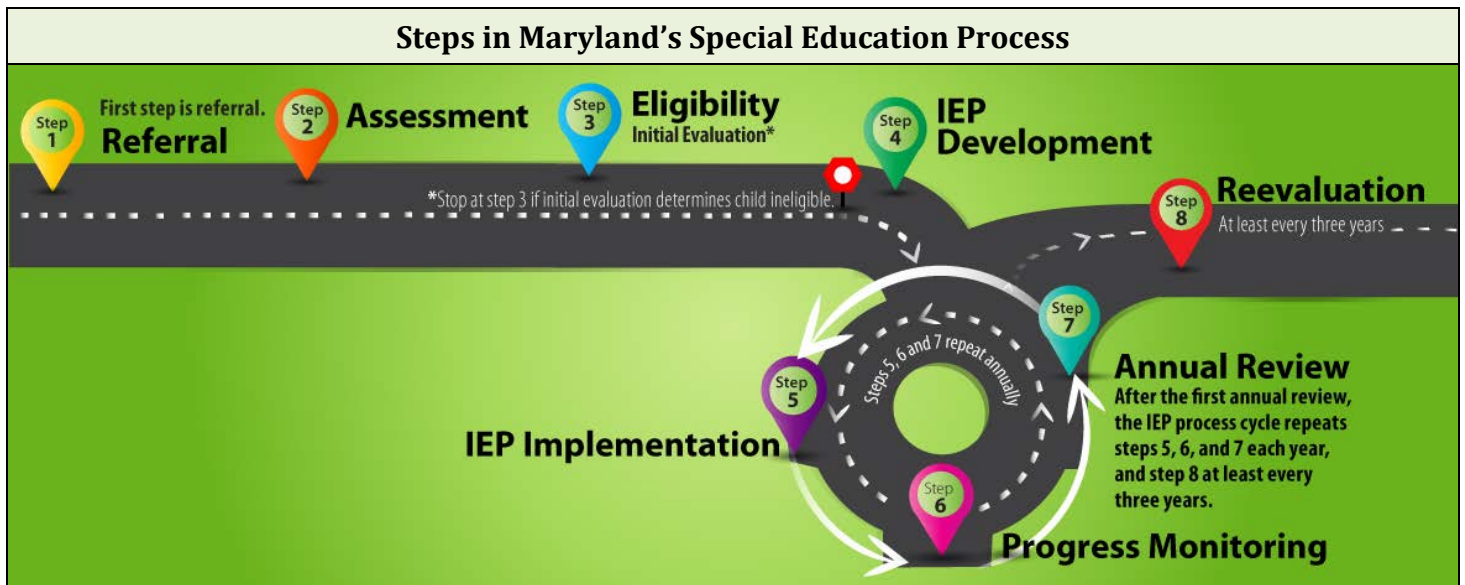 Steps in Maryland's Special Education Process
Step
1
First step is referral.
Referral
Step
2
Assessment
Step
3
Eligibility
Initial Evaluation*
Step
4
IEP
Development
*Stop at step 3 if initial evaluation determines child ineligible.
Step
8
Reevaluation
At least every three years
Step
7
Annual Review
After the first annual review,
the IEP process cycle repeats
steps 5, 6, and 7 each year,
and step 8 at least every
three years.
Steps 5, 6 and 7 repeat annually
Step
5
IEP Implementation
Step
6
Progress Monitoring